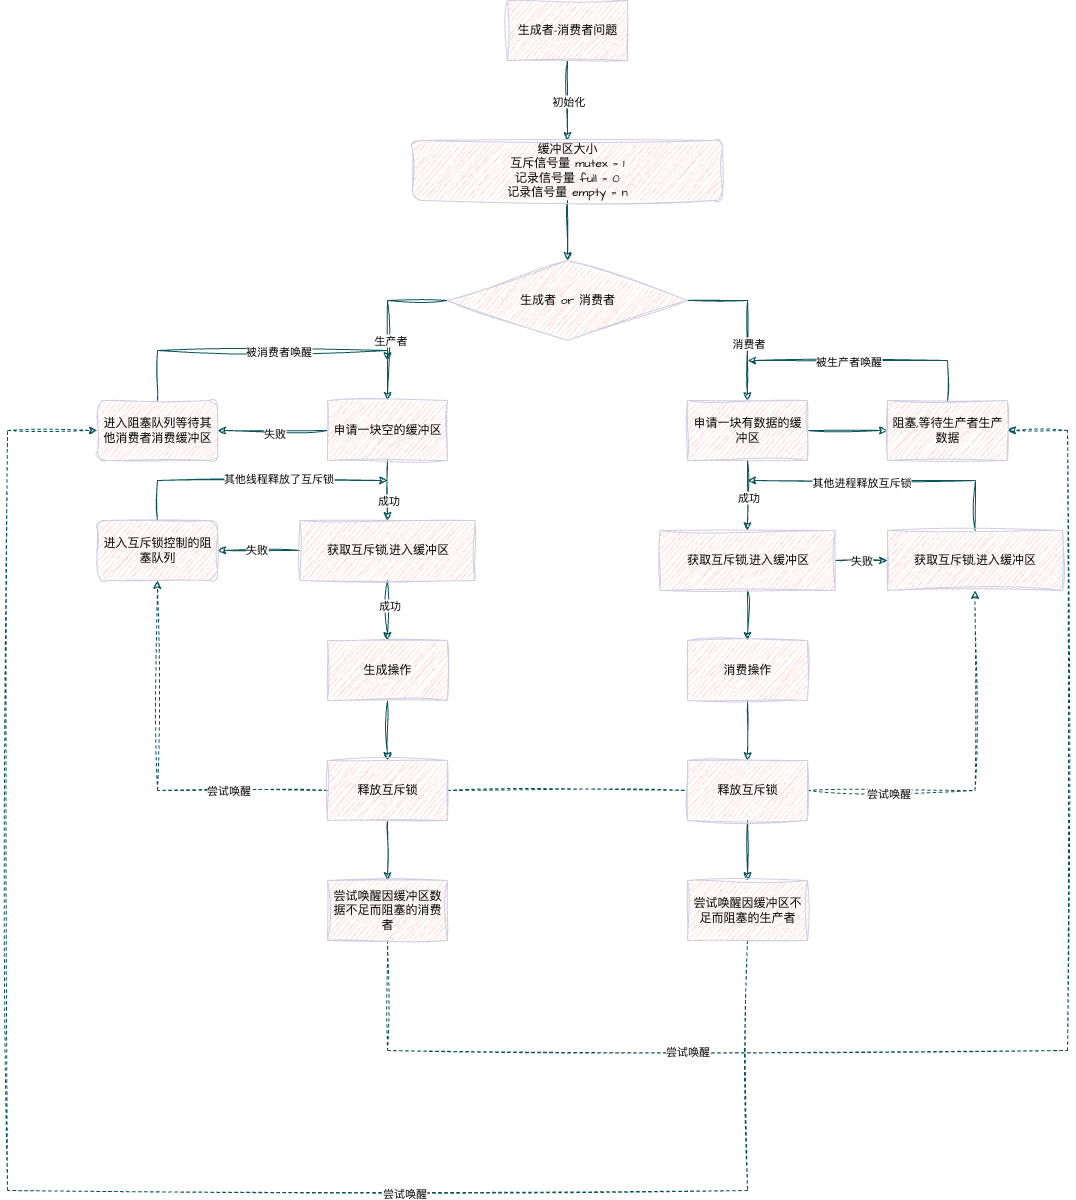 生成者-消费者问题
初始化
缓冲区大小
互斥信号量 mutex = 1
记录信号量 full = 0
记录信号量 empty = n
生成者 or 消费者
生产者
消费者
被消费者唤醒
被生产者唤醒
进入阻塞队列等待其
他消费者消费缓冲区
失败
申请一块空的缓冲区
申请一块有数据的缓
冲区
阻塞,等待生产者生产
数据
其他线程释放了互斥锁
成功
成功
其他进程释放互斥锁
进入互斥锁控制的阻
塞队列
失败
获取互斥锁,进入缓冲区
获取互斥锁,进入缓冲区
失败
获取互斥锁,进入缓冲区
成功
生成操作
消费操作
尝试唤醒
释放互斥锁
释放互斥锁
尝试唤醒
尝试唤醒因缓冲区数
据不足而阻塞的消费
者
尝试唤醒因缓冲区不
足而阻塞的生产者
尝试唤醒
尝试唤醒